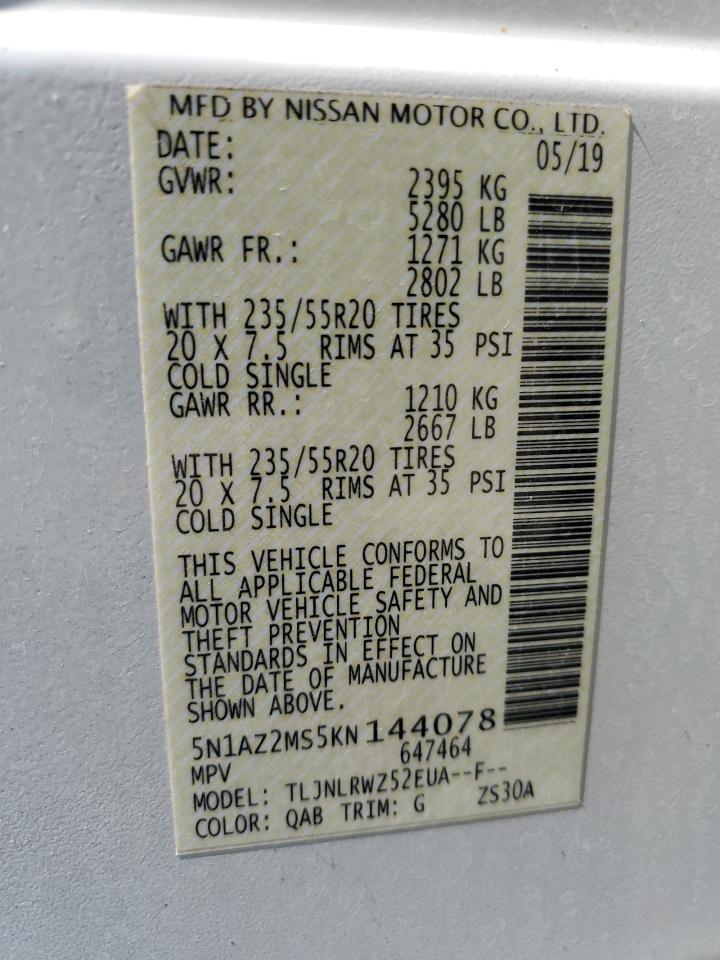 MFD BY NISSAN MOTOR CO., LTD.
DATE: 05/19
GVWR: 2395 KG
5280 LB
GAWR FR.: 1271 KG
2802 LB
WITH 235/55R20 TIRES
20 X 7.5 RIMS AT 35 PSI
COLD SINGLE
GAWR RR.: 1210 KG
2667 LB
WITH 235/55R20 TIRES
20 X 7.5 RIMS AT 35 PSI
COLD SINGLE
THIS VEHICLE CONFORMS TO
ALL APPLICABLE FEDERAL
MOTOR VEHICLE SAFETY AND
THEFT PREVENTION
STANDARDS IN EFFECT ON
THE DATE OF MANUFACTURE
SHOWN ABOVE.
5N1AZ2MS5KN144078
MPV 647464
MODEL: TLJNLRWZ52EUA--F--
COLOR: QAB TRIM: G ZS30A